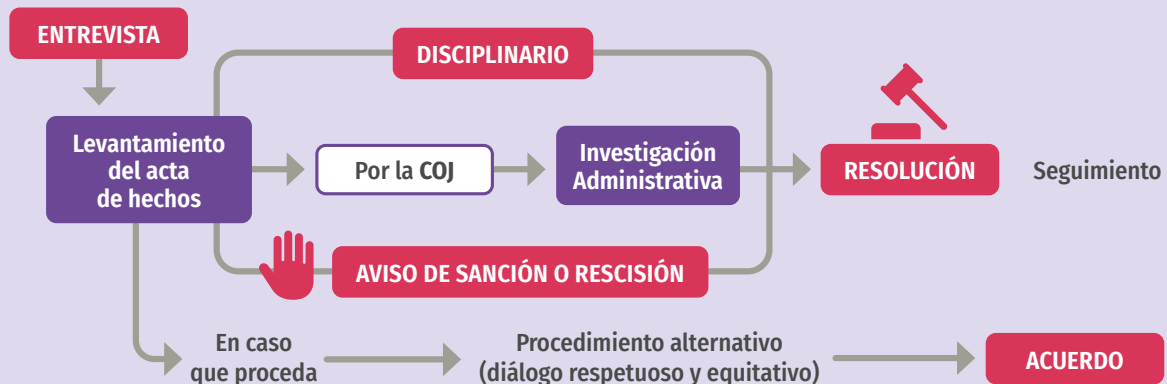 ENTREVISTA
DISCIPLINARIO
Levantamiento
del acta
de hechos
Por la COJ
Investigación
Administrativa
RESOLUCIÓN
Seguimiento
AVISO DE SANCIÓN O RESCISIÓN
En caso
que proceda
Procedimiento alternativo
(diálogo respetuoso y equitativo)
ACUERDO